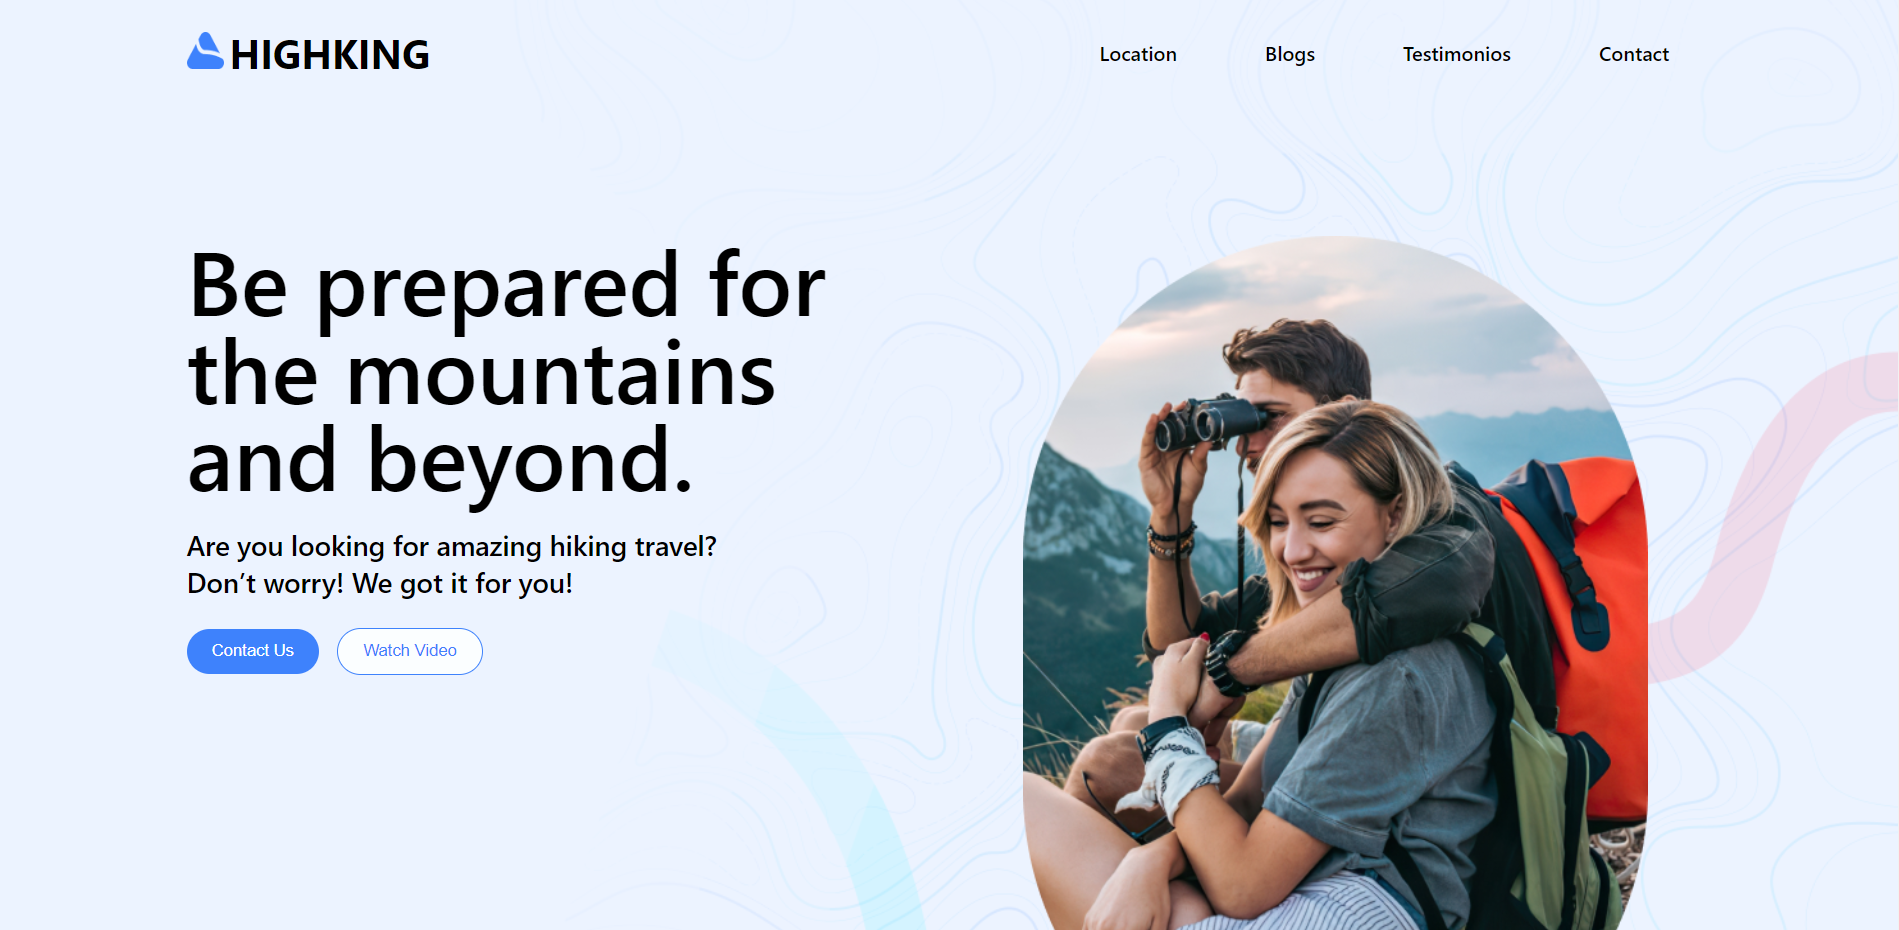 HIGHKING
Location
Blogs
Testimonios
Contact
Be prepared for
the mountains
and beyond.
Are you looking for amazing hiking travel?
Don’t worry! We got it for you!
Contact Us
Watch Video